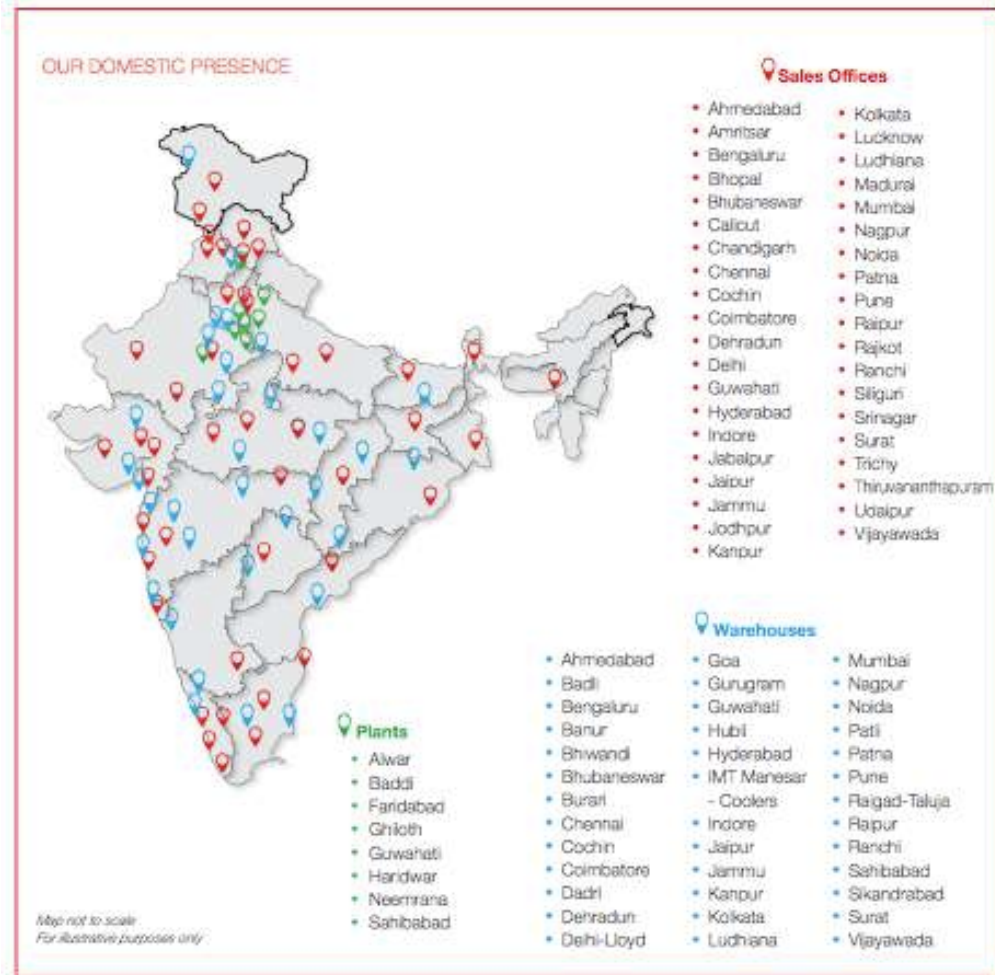 OUR DOMESTIC PRESENCE
Sales Offices
• Ahmedabad
• Amritsar
• Bengaluru
• Bhopal
• Bhubaneswar
• Calicut
• Chandigarh
• Chennai
• Cochin
• Coimbatore
• Dehradun
• Delhi
• Guwahati
• Hyderabad
• Indore
• Jabalpur
• Jaipur
• Jammu
• Jodhpur
• Kanpur
• Kolkata
• Lucknow
• Ludhiana
• Madurai
• Mumbai
• Nagpur
• Noida
• Patna
• Pune
• Raipur
• Rajkot
• Ranchi
• Siliguri
• Srinagar
• Surat
• Trichy
• Thiruvananthapuram
• Udaipur
• Vijayawada
Plants
• Alwar
• Baddi
• Faridabad
• Ghiloth
• Guwahati
• Haridwar
• Neemrana
• Sahibabad
Warehouses
• Ahmedabad
• Badli
• Bengaluru
• Banur
• Bhiwandi
• Bhubaneswar
• Burari
• Chennai
• Cochin
• Coimbatore
• Dadri
• Dehradun
• Delhi-Lloyd
• Goa
• Gurugram
• Guwahati
• Hubli
• Hyderabad
• IMT Manesar
- Coolers
• Indore
• Jaipur
• Jammu
• Kanpur
• Kolkata
• Ludhiana
• Mumbai
• Nagpur
• Noida
• Patli
• Patna
• Pune
• Raigad-Taluja
• Raipur
• Ranchi
• Sahibabad
• Sikandrabad
• Surat
• Vijayawada
Map not to scale
For illustrative purposes only